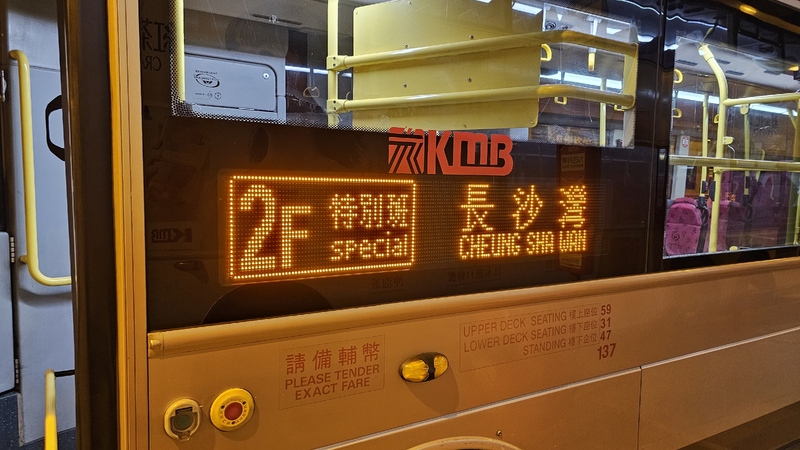 KMB
2F 特別班
special
長沙灣
CHEUNG SHA WAN
請備輔幣
PLEASE TENDER
EXACT FARE
UPPER DECK SEATING 樓上座位 59
LOWER DECK SEATING 樓下座位 31
STANDING 樓下企位 47
137